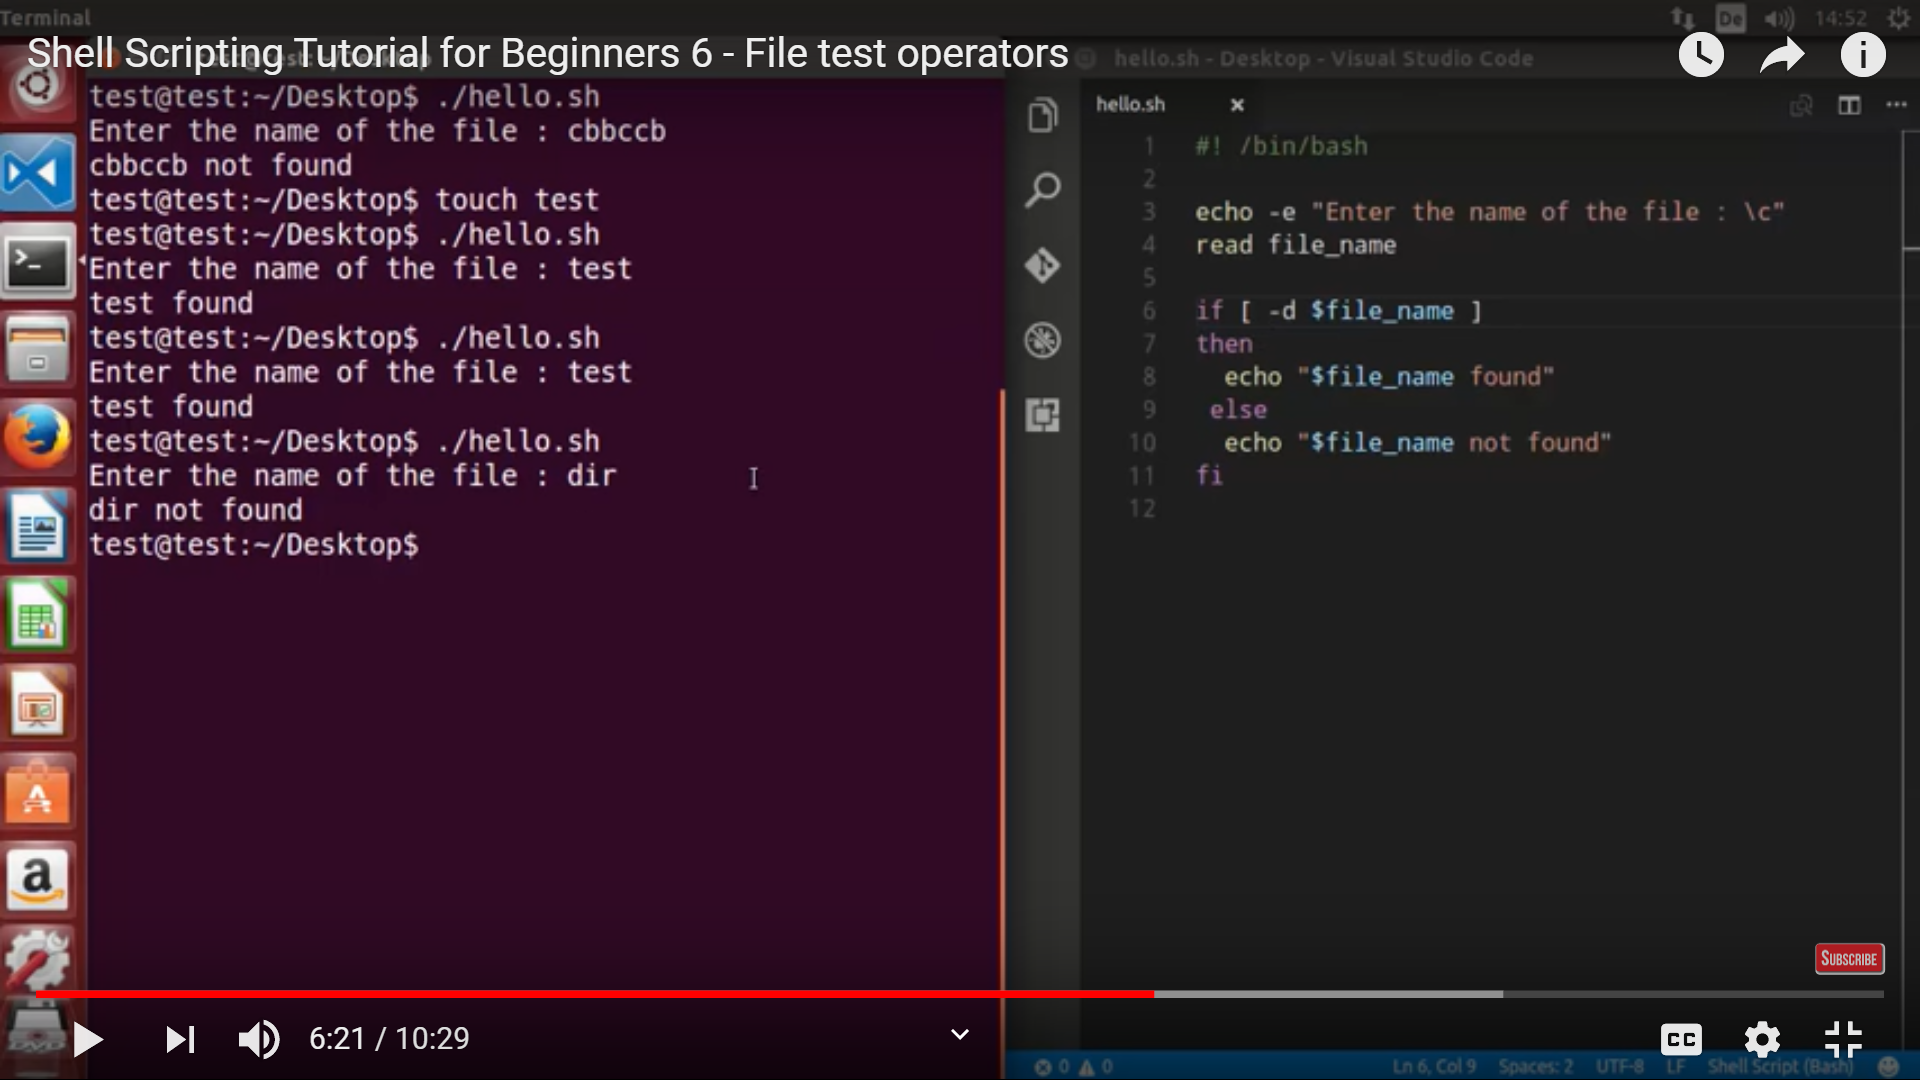 Terminal
De
14:52
Shell Scripting Tutorial for Beginners 6 - File test operators
hello.sh - Desktop - Visual Studio Code
test@test:~/Desktop$ ./hello.sh
Enter the name of the file : cbbccb
cbbccb not found
test@test:~/Desktop$ touch test
test@test:~/Desktop$ ./hello.sh
Enter the name of the file : test
test found
test@test:~/Desktop$ ./hello.sh
Enter the name of the file : test
test found
test@test:~/Desktop$ ./hello.sh
Enter the name of the file : dir
dir not found
test@test:~/Desktop$
hello.sh
1 #! /bin/bash
2
3 echo -e "Enter the name of the file : \c"
4 read file_name
5
6 if [ -d $file_name ]
7 then
8 echo "$file_name found"
9 else
10 echo "$file_name not found"
11 fi
12
SUBSCRIBE
6:21 / 10:29
CC
0 0
Ln 6, Col 9 Spaces: 2 UTF-8 LF Shell Script (Bash)